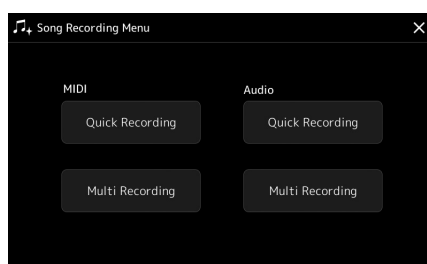 Song Recording Menu
MIDI
Audio
Quick Recording
Quick Recording
Multi Recording
Multi Recording